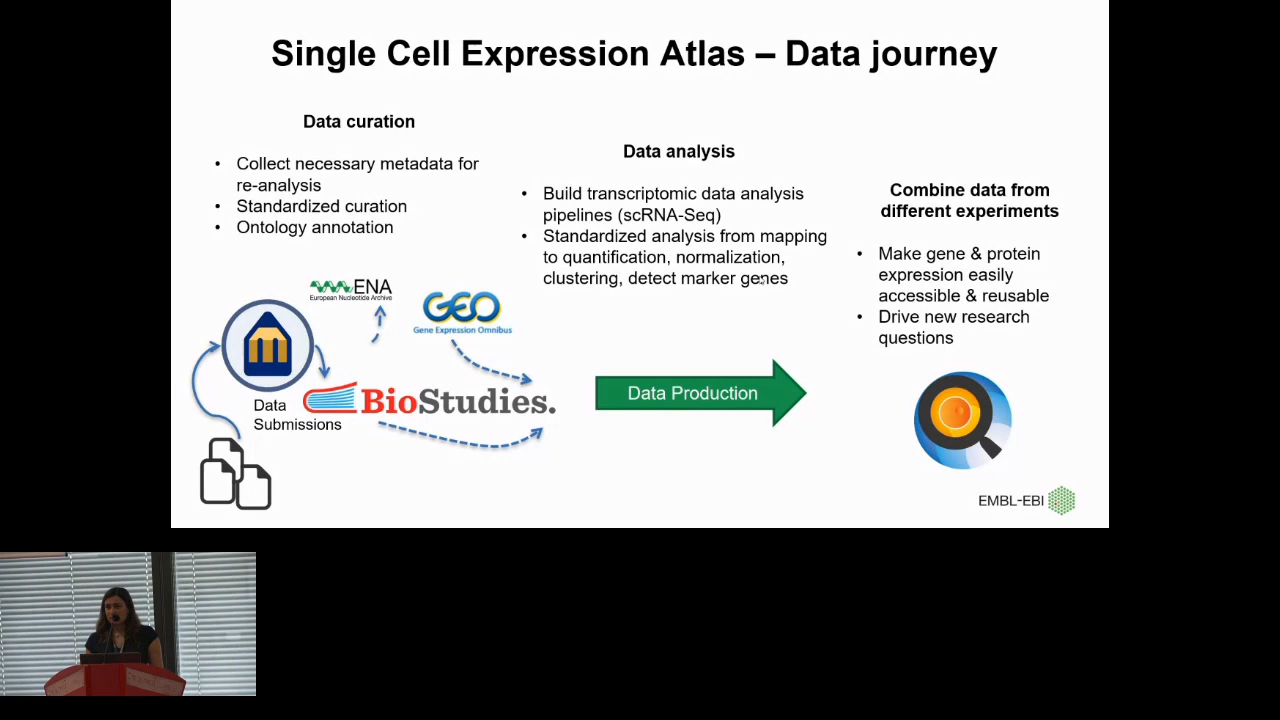 Single Cell Expression Atlas – Data journey
Data curation
• Collect necessary metadata for
re-analysis
• Standardized curation
• Ontology annotation
Data analysis
• Build transcriptomic data analysis
pipelines (scRNA-Seq)
• Standardized analysis from mapping
to quantification, normalization,
clustering, detect marker genes
Combine data from
different experiments
• Make gene & protein
expression easily
accessible & reusable
• Drive new research
questions
ENA
European Nucleotide Archive
GEO
Gene Expression Omnibus
Data
Submissions
BioStudies.
Data Production
EMBL-EBI